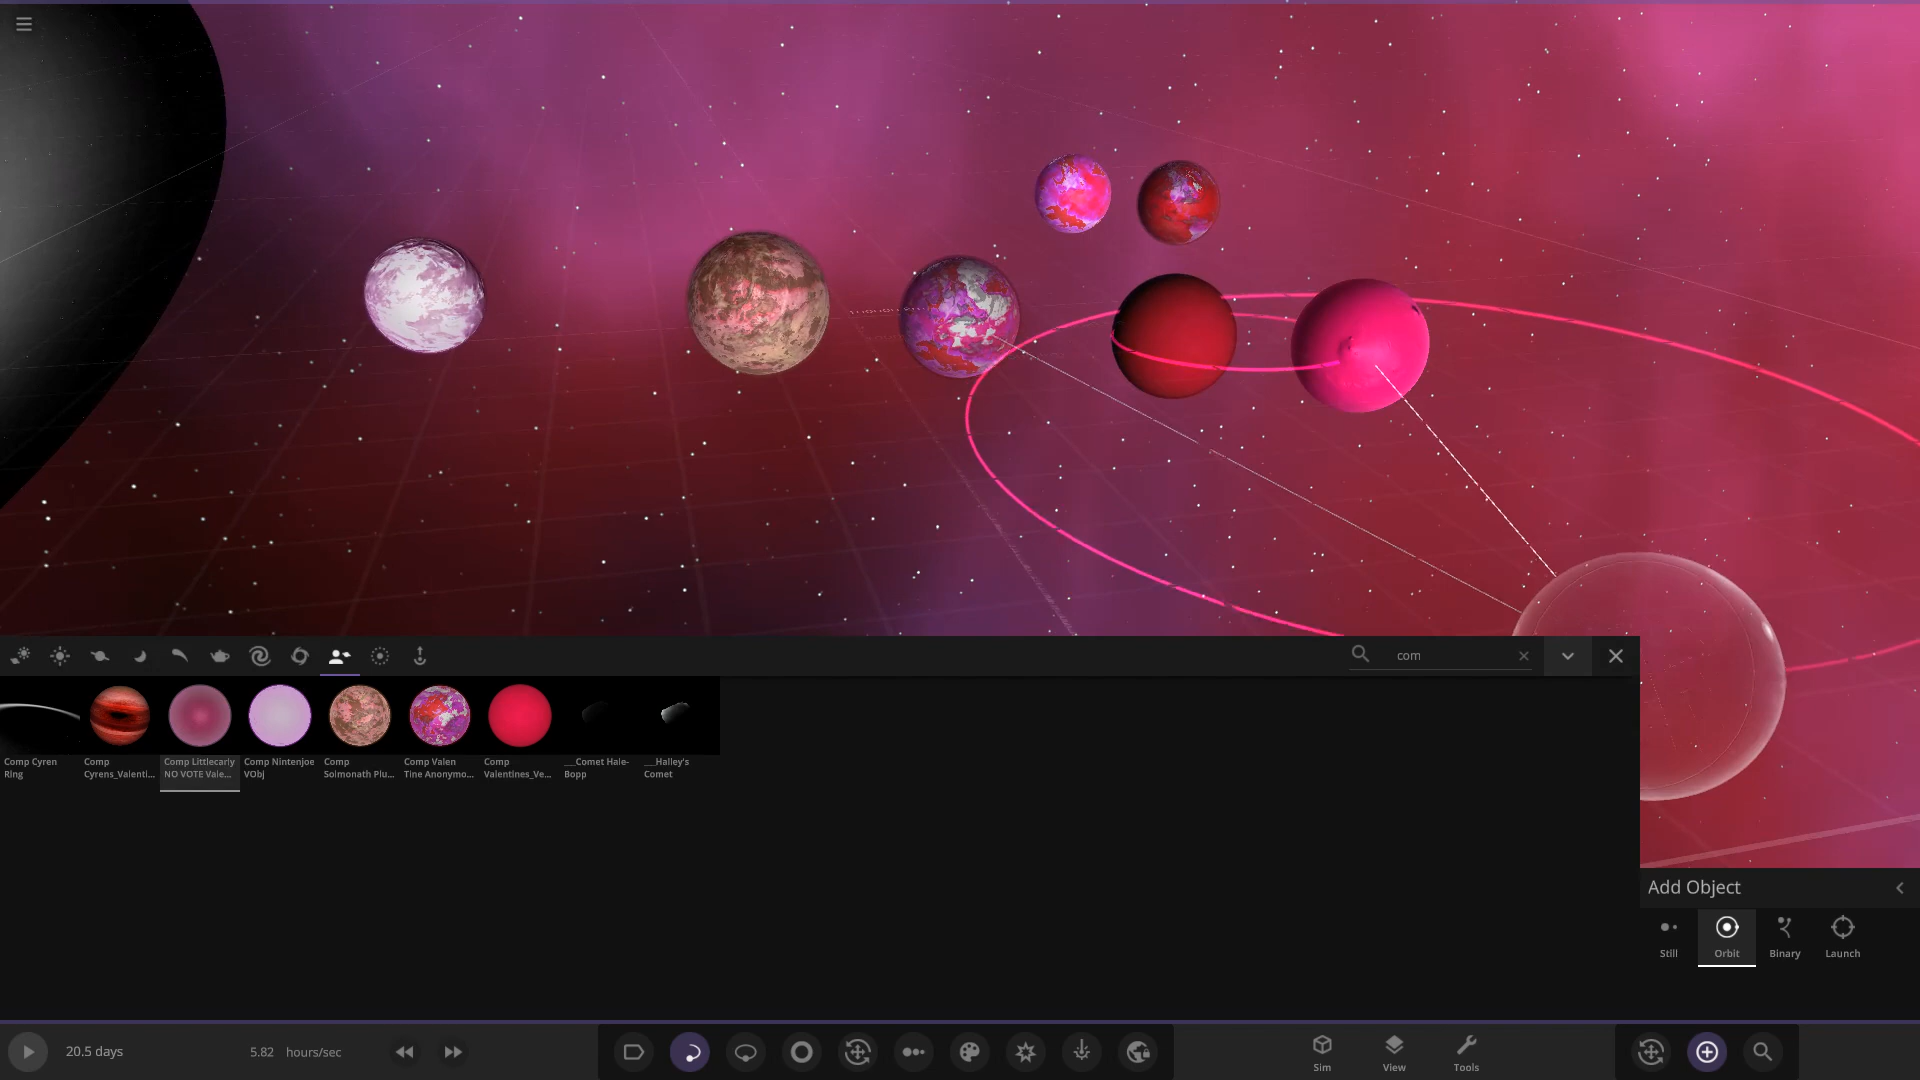 com
Comp Cyren
Ring
Comp
Cyrens_Valenti...
Comp Littlecarly
NO VOTE Vale...
Comp Nintenjoe
VObj
Comp
Solmonath Plu...
Comp Valen
Tine Anonymo...
Comp
Valentines_Ve...
___Comet Hale-
Bopp
___Halley's
Comet
Add Object
Still
Orbit
Binary
Launch
20.5 days
5.82 hours/sec
Sim
View
Tools